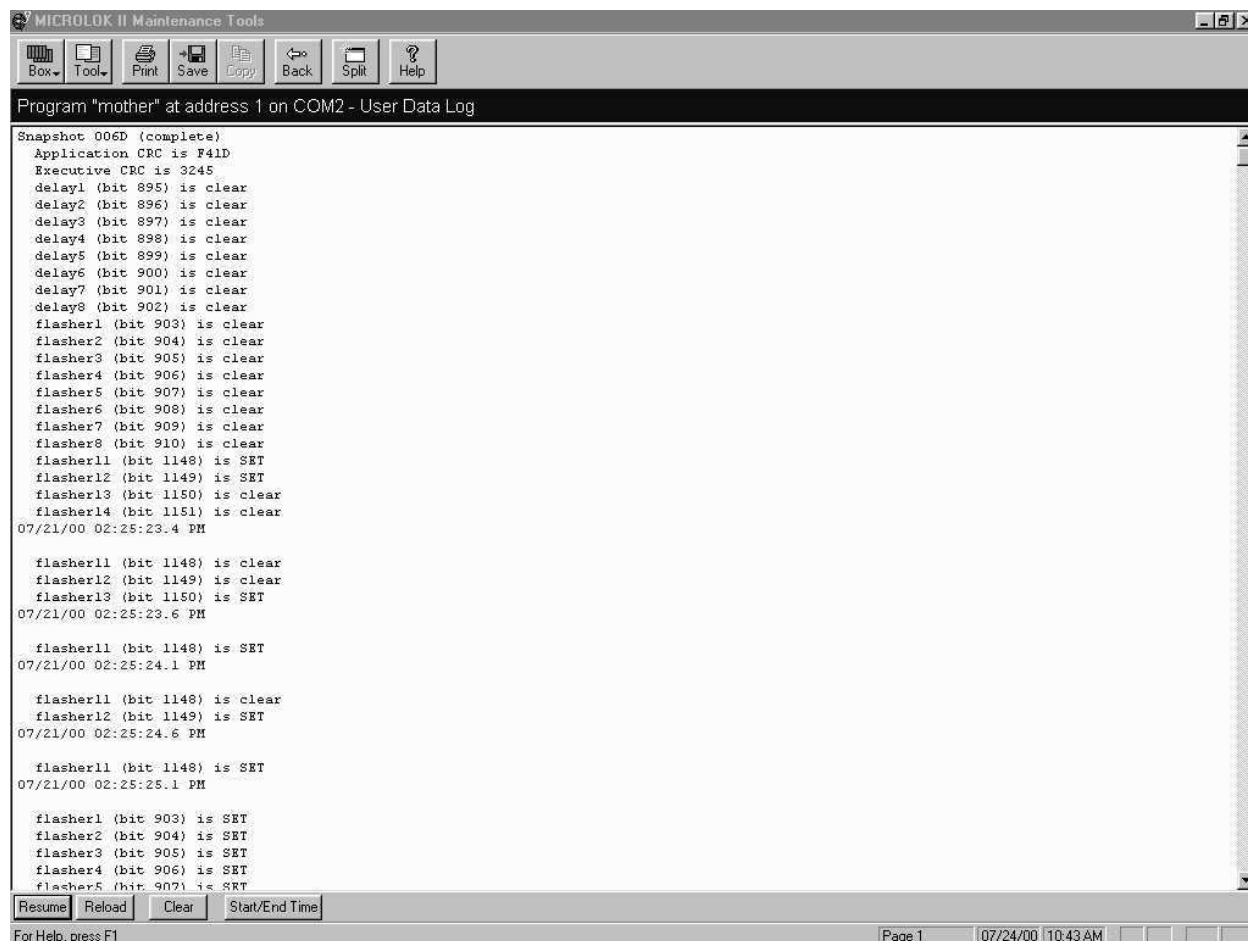 MICROLOK II Maintenance Tools
Box Tool Print Save Copy Back Split Help
Program "mother" at address 1 on COM2 - User Data Log
Snapshot 006D (complete)
Application CRC is F41D
Executive CRC is 3245
delay1 (bit 895) is clear
delay2 (bit 896) is clear
delay3 (bit 897) is clear
delay4 (bit 898) is clear
delay5 (bit 899) is clear
delay6 (bit 900) is clear
delay7 (bit 901) is clear
delay8 (bit 902) is clear
flasher1 (bit 903) is clear
flasher2 (bit 904) is clear
flasher3 (bit 905) is clear
flasher4 (bit 906) is clear
flasher5 (bit 907) is clear
flasher6 (bit 908) is clear
flasher7 (bit 909) is clear
flasher8 (bit 910) is clear
flasher11 (bit 1148) is SET
flasher12 (bit 1149) is SET
flasher13 (bit 1150) is clear
flasher14 (bit 1151) is clear
07/21/00 02:25:23.4 PM
flasher11 (bit 1148) is clear
flasher12 (bit 1149) is clear
flasher13 (bit 1150) is SET
07/21/00 02:25:23.6 PM
flasher11 (bit 1148) is SET
07/21/00 02:25:24.1 PM
flasher11 (bit 1148) is clear
flasher12 (bit 1149) is SET
07/21/00 02:25:24.6 PM
flasher11 (bit 1148) is SET
07/21/00 02:25:25.1 PM
flasher1 (bit 903) is SET
flasher2 (bit 904) is SET
flasher3 (bit 905) is SET
flasher4 (bit 906) is SET
flasher5 (bit 907) is SET
Resume Reload Clear Start/End Time
For Help, press F1 Page 1 07/24/00 10:43 AM